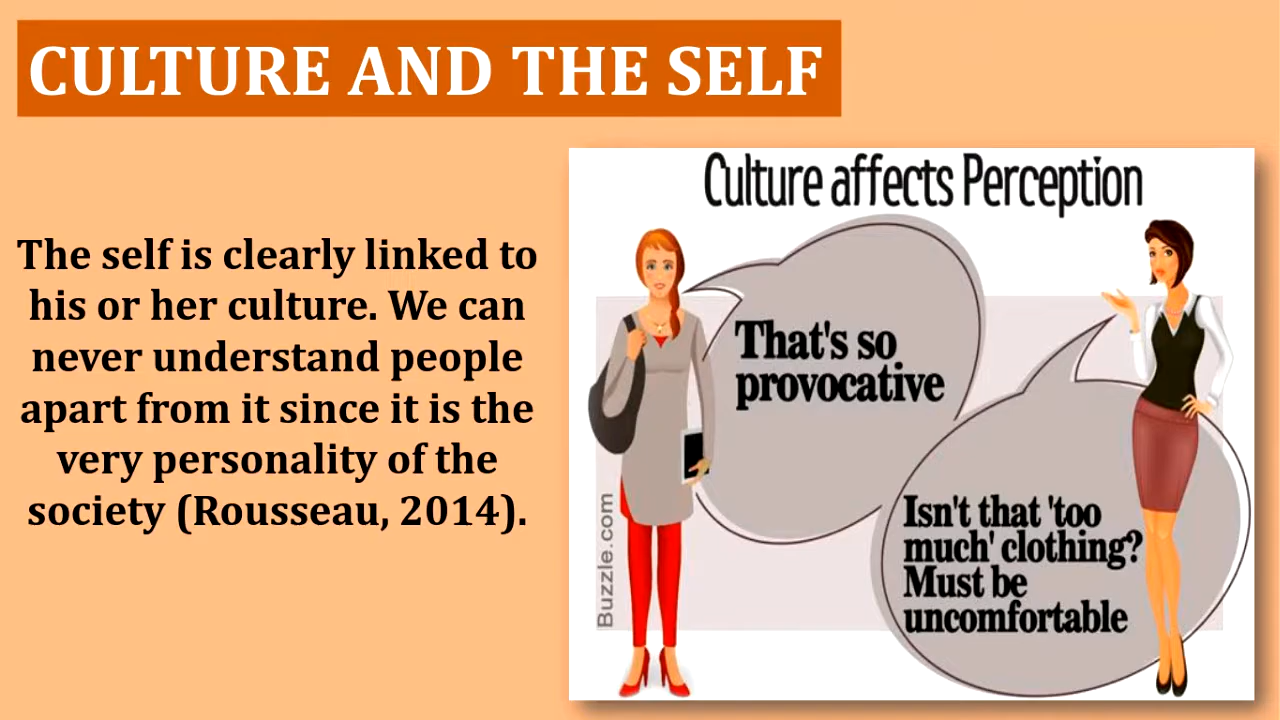 CULTURE AND THE SELF
The self is clearly linked to
his or her culture. We can
never understand people
apart from it since it is the
very personality of the
society (Rousseau, 2014).
Culture affects Perception
That's so
provocative
Isn't that 'too
much' clothing?
Must be
uncomfortable
Buzzle.com